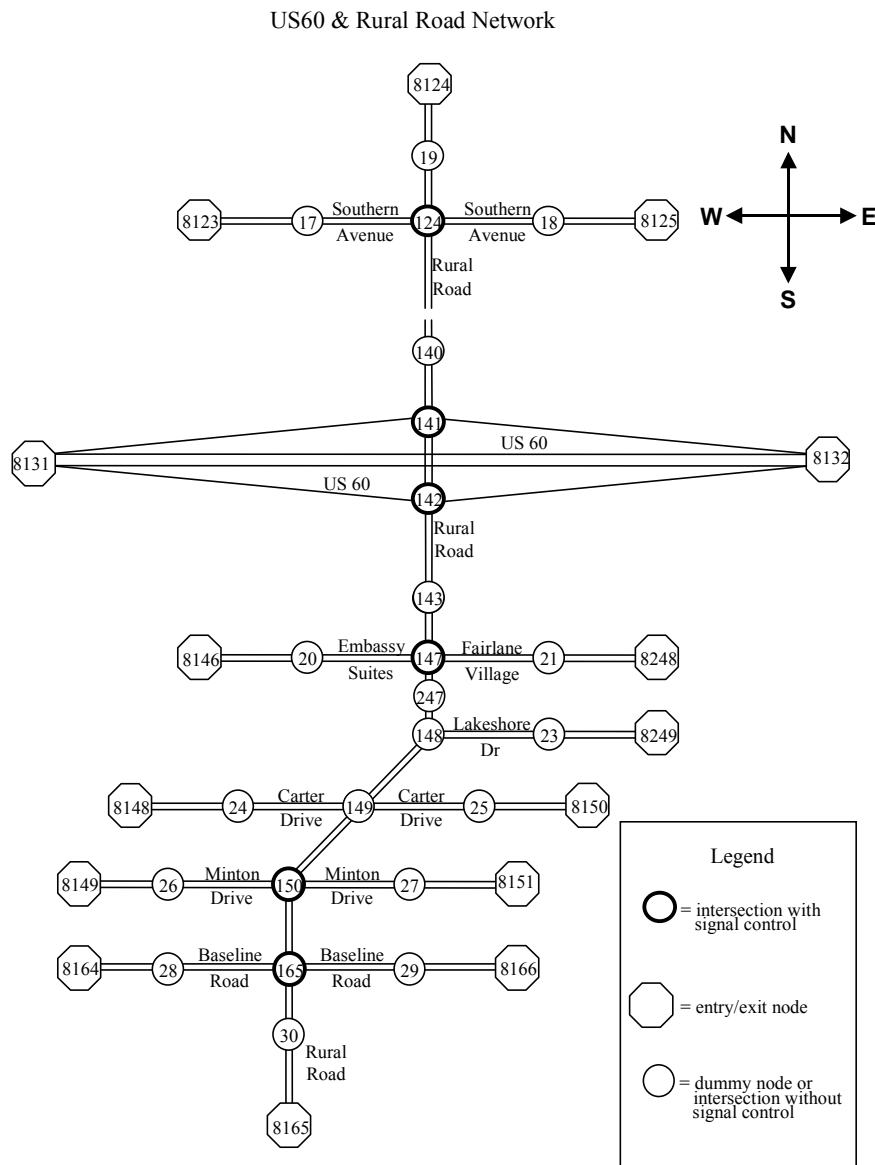 US60 & Rural Road Network
8124
N
19
8123
17
Southern
Avenue
124
Southern
Avenue
18
8125
W
E
Rural
Road
S
140
141
8131
US 60
8132
US 60
142
Rural
Road
143
8146
20
Embassy
Suites
147
Fairlane
Village
21
8248
247
148
Lakeshore
Dr
23
8249
8148
24
Carter
Drive
149
Carter
Drive
25
8150
8149
26
Minton
Drive
150
Minton
Drive
27
8151
8164
28
Baseline
Road
165
Baseline
Road
29
8166
30
Rural
Road
8165
Legend
= intersection with
signal control
= entry/exit node
= dummy node or
intersection without
signal control